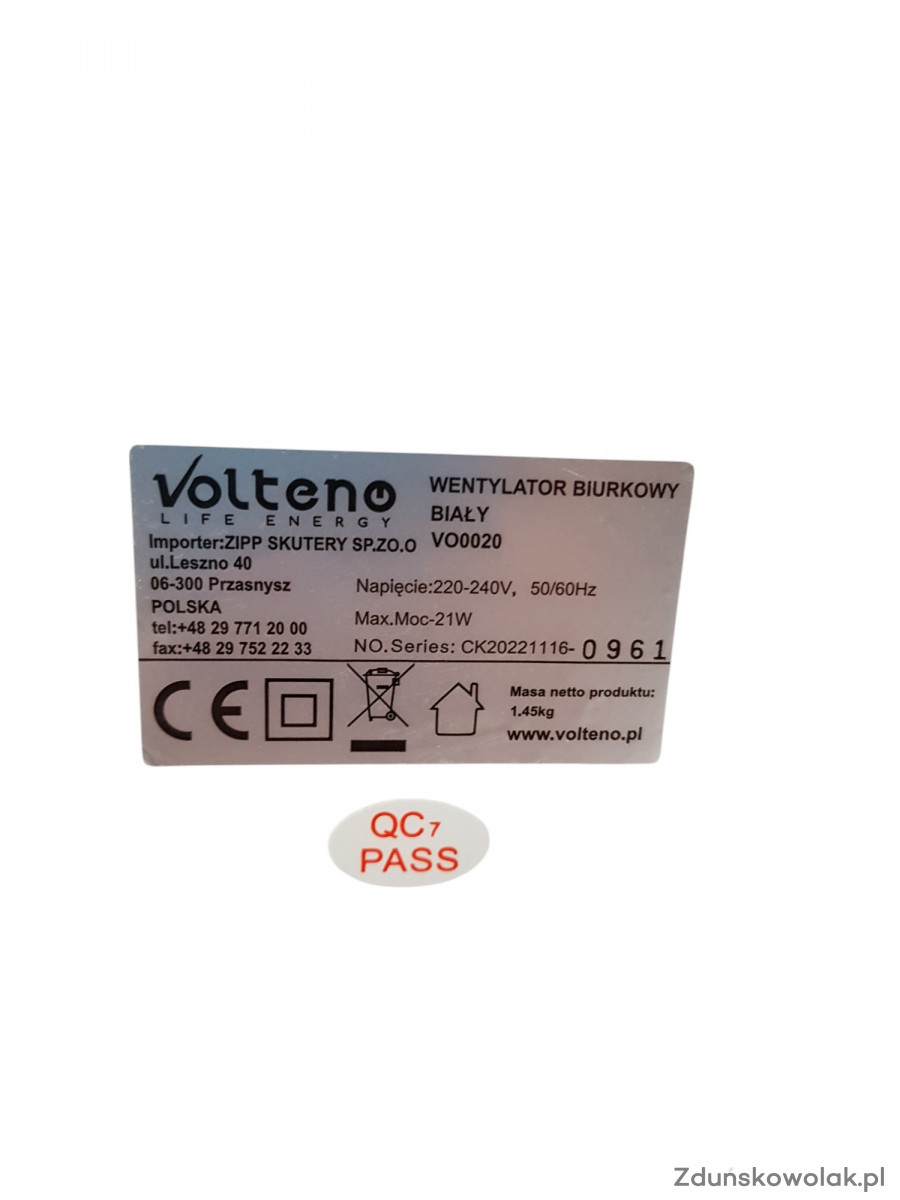 Volteno
LIFE ENERGY
Importer:ZIPP SKUTERY SP.ZO.O
ul.Leszno 40
06-300 Przasnysz
POLSKA
tel:+48 29 771 20 00
fax:+48 29 752 22 33
WENTYLATOR BIURKOWY
BIAŁY
VO0020
Napięcie:220-240V, 50/60Hz
Max.Moc-21W
NO.Series: CK20221116-0961
CE
Masa netto produktu:
1.45kg
www.volteno.pl
QC 7
PASS
Zduńskowolak.pl